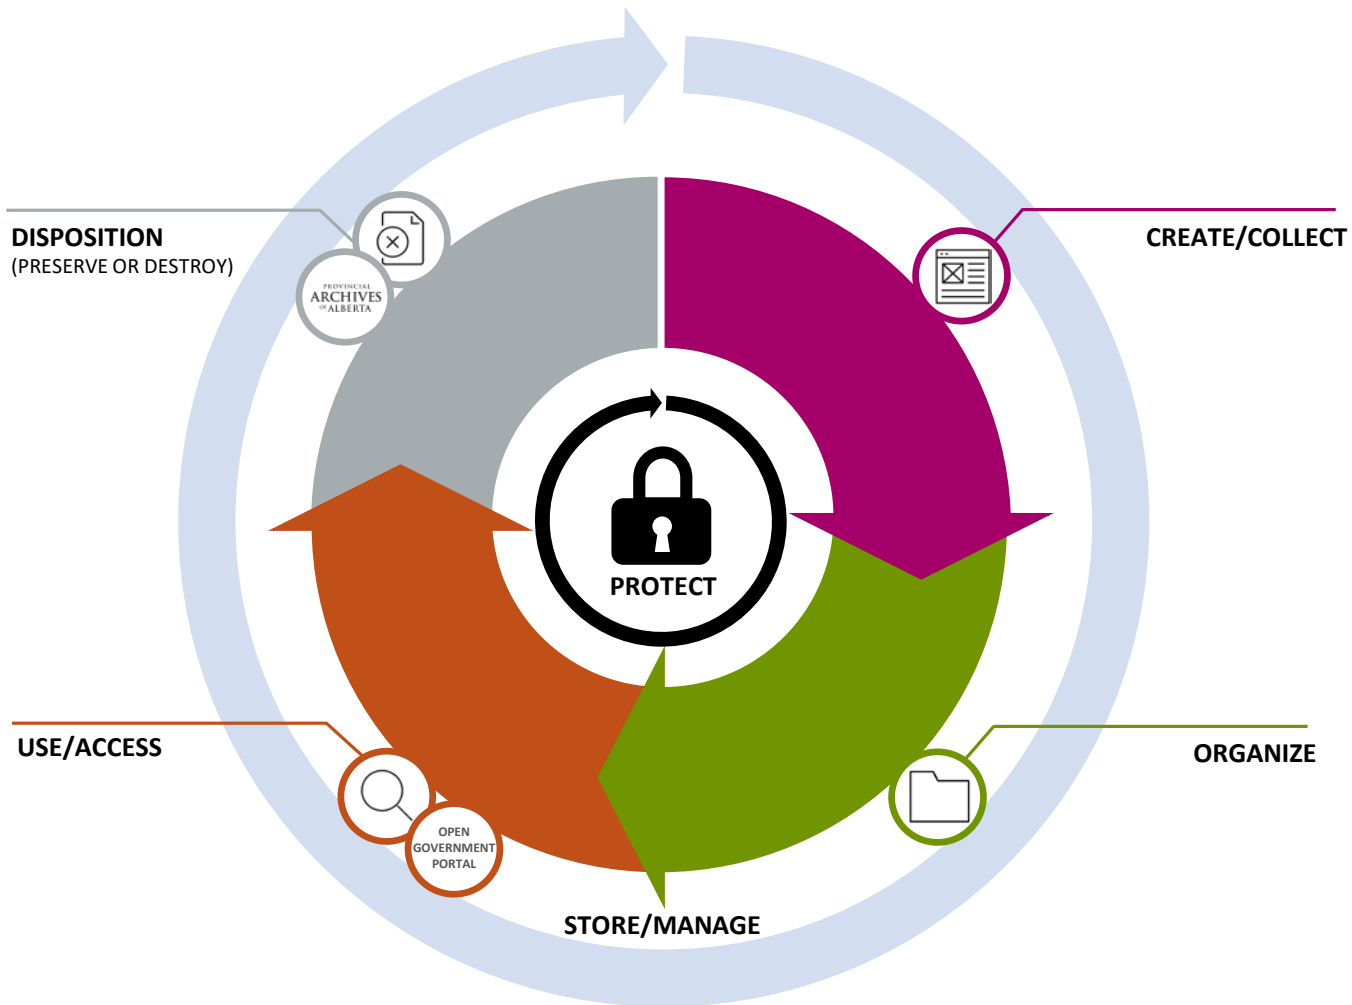 DISPOSITION
(PRESERVE OR DESTROY)
PROVINCIAL
ARCHIVES
OF ALBERTA
CREATE/COLLECT
PROTECT
USE/ACCESS
OPEN
GOVERNMENT
PORTAL
ORGANIZE
STORE/MANAGE